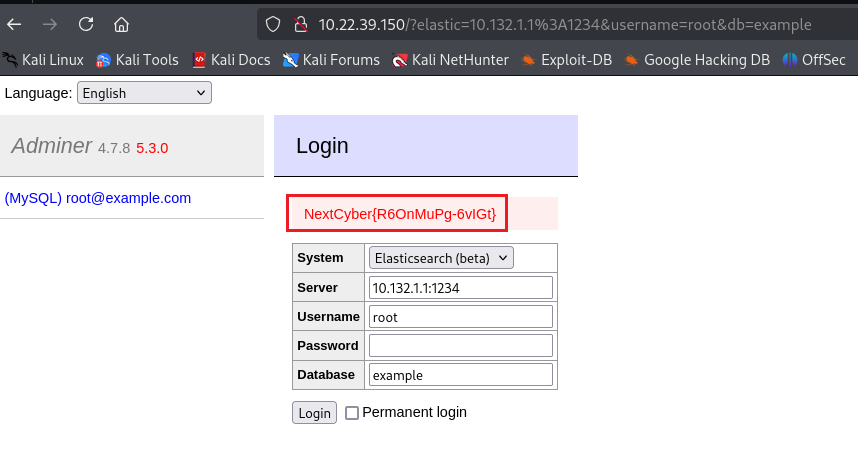 10.22.39.150/?elastic=10.132.1.1%3A1234&username=root&db=example
Kali Linux Kali Tools Kali Docs Kali Forums Kali NetHunter Exploit-DB Google Hacking DB OffSec
Language: English
Adminer 4.7.8 5.3.0
(MySQL) root@example.com
Login
NextCyber{R6OnMuPg-6vIGt}
System Elasticsearch (beta)
Server 10.132.1.1:1234
Username root
Password
Database example
Login Permanent login